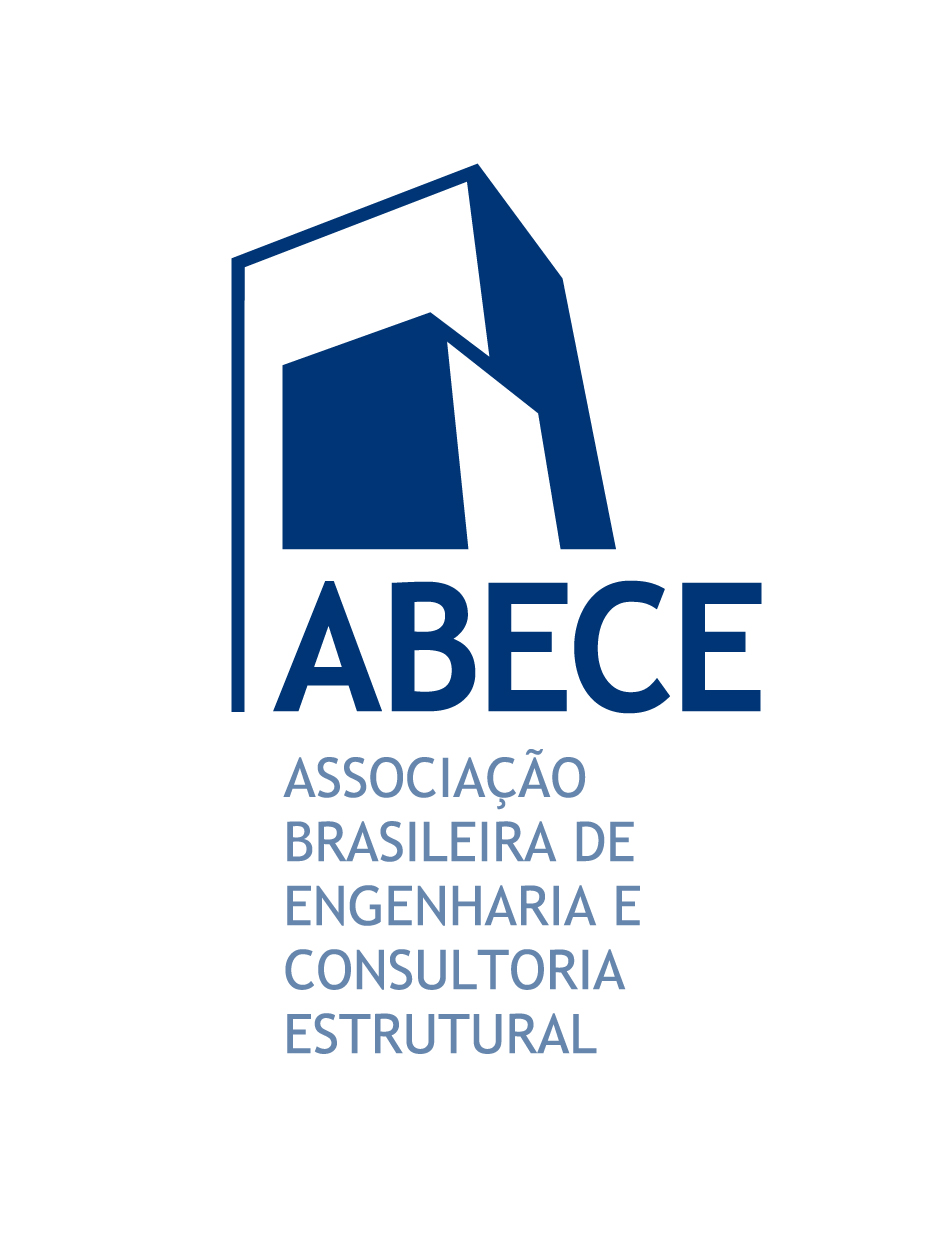 ABECE
ASSOCIAÇÃO
BRASILEIRA DE
ENGENHARIA E
CONSULTORIA
ESTRUTURAL